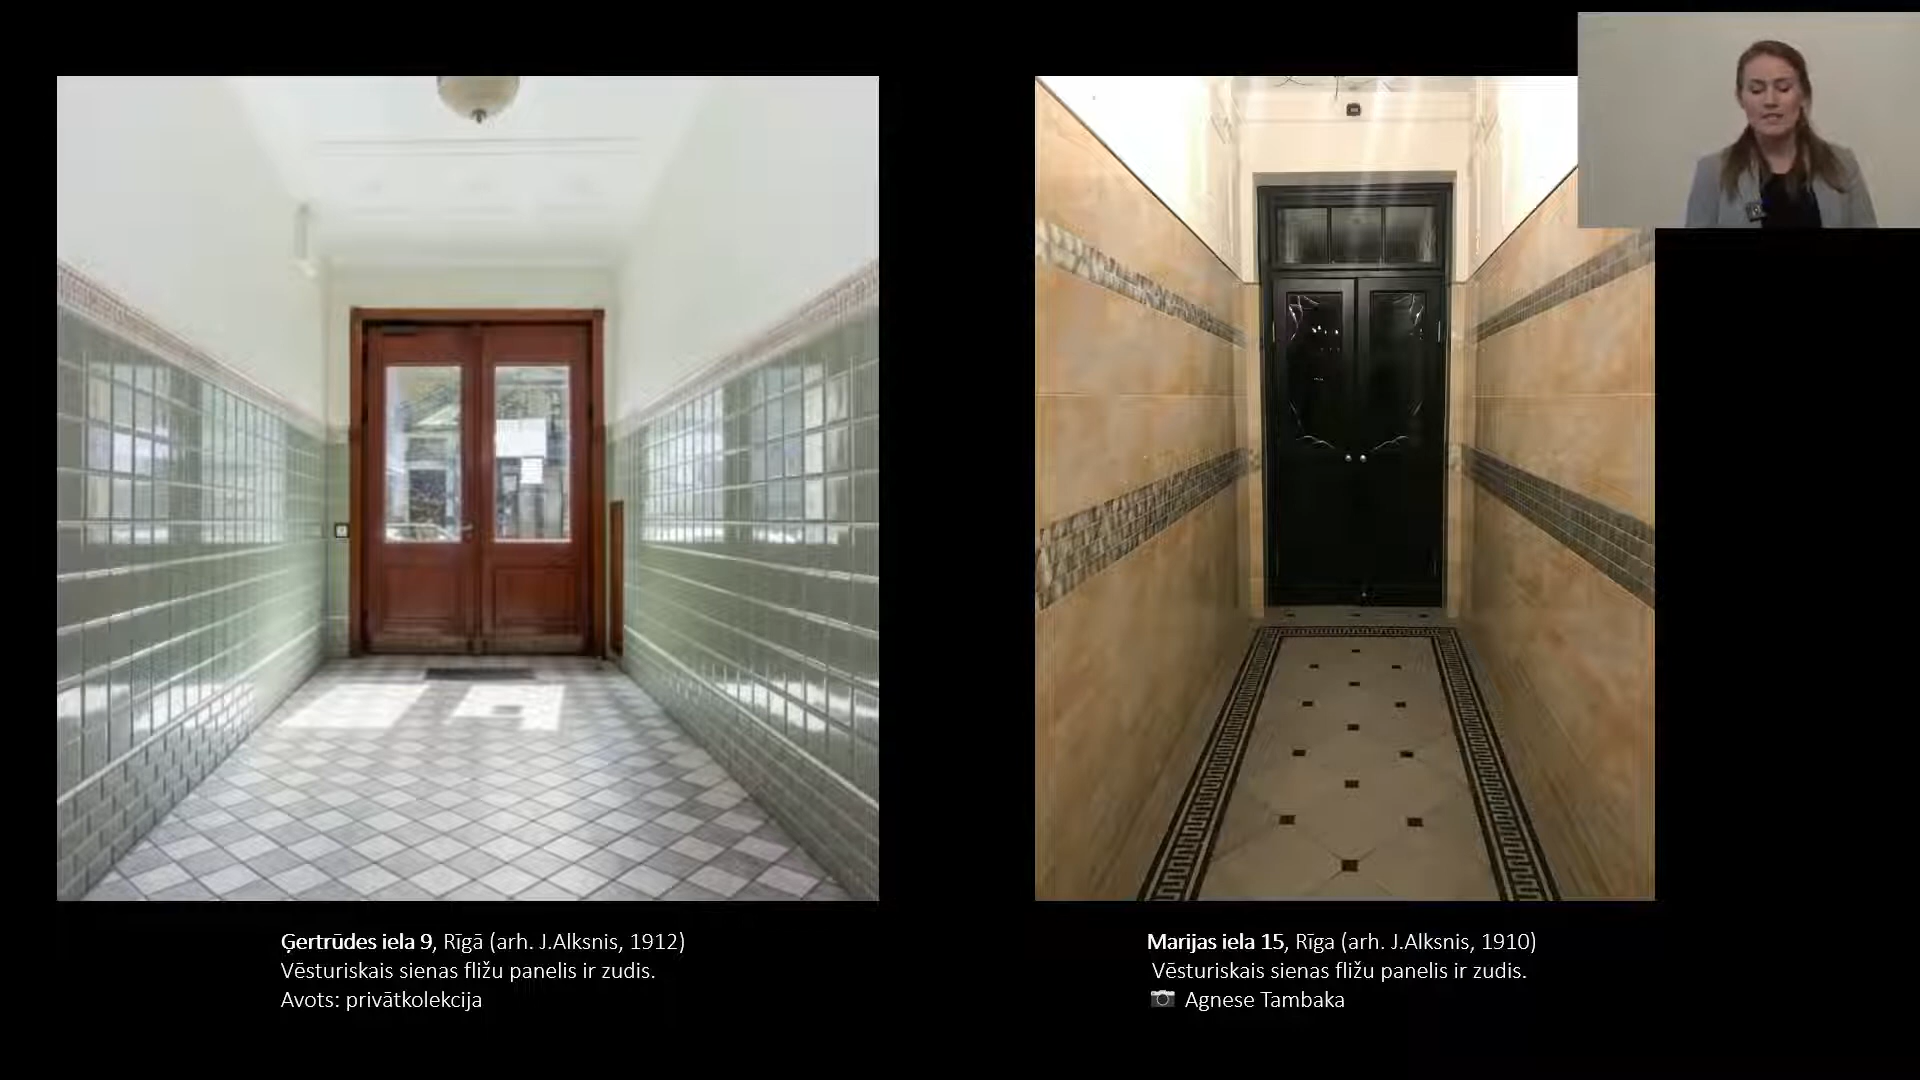 Ģertrūdes iela 9, Rīgā (arh. J.Alksnis, 1912)
Vēsturiskais sienas flīžu panelis ir zudis.
Avots: privātkolekcija
Marijas iela 15, Rīga (arh. J.Alksnis, 1910)
Vēsturiskais sienas flīžu panelis ir zudis.
Agnese Tambaka